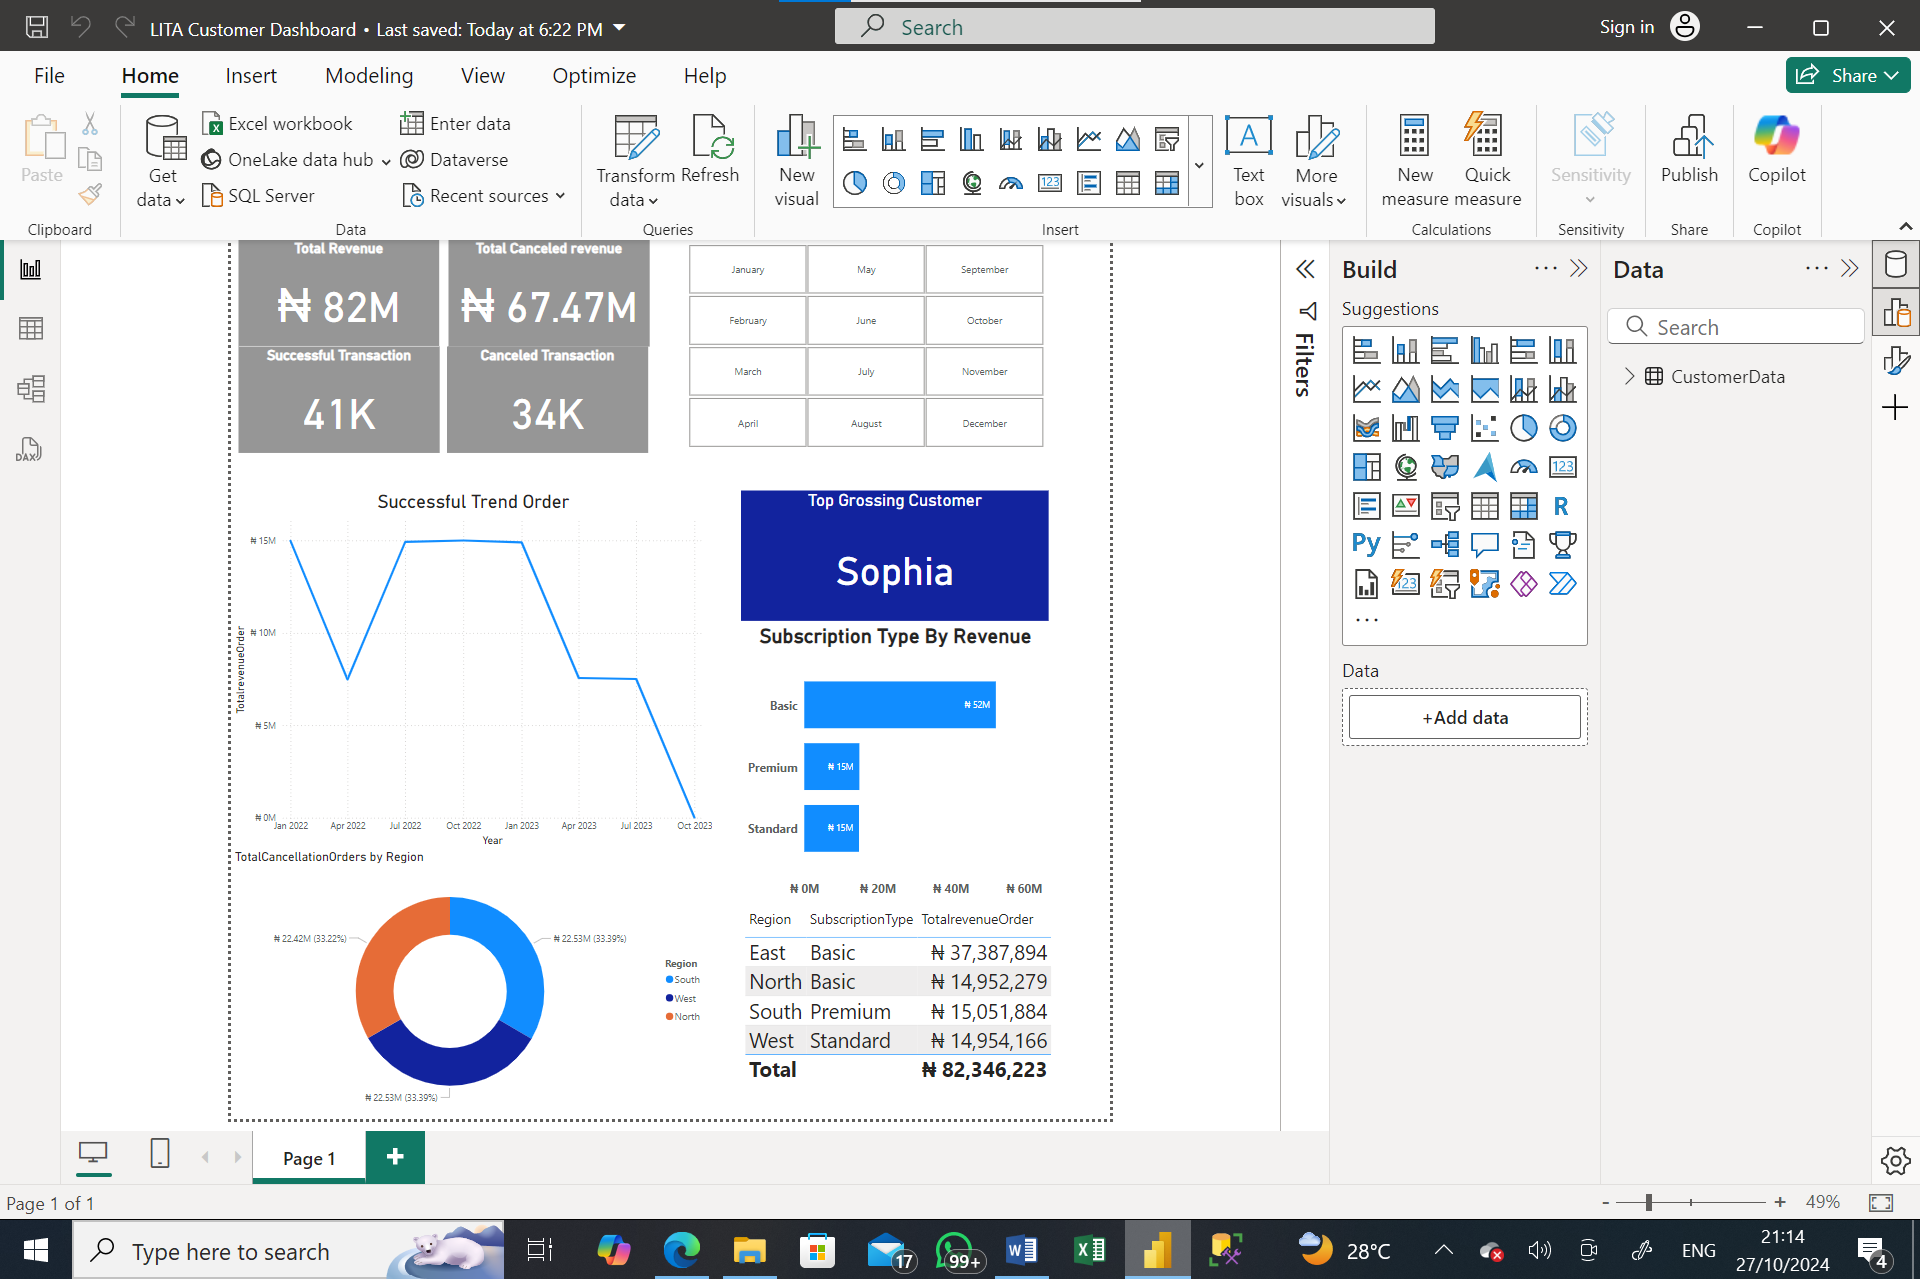 LITA Customer Dashboard • Last saved: Today at 6:22 PM
Search
Sign in
File Home Insert Modeling View Optimize Help
Share
Paste
Clipboard
Get data
Excel workbook
OneLake data hub
SQL Server
Enter data
Dataverse
Recent sources
Data
Transform data
Refresh
Queries
New visual
123
A
Text box
More visuals
Insert
New measure
Quick measure
Calculations
Sensitivity
Sensitivity
Publish
Share
Copilot
Copilot
DAX
Total Revenue
₦ 82M
Total Canceled revenue
₦ 67.47M
Successful Transaction
41K
Canceled Transaction
34K
January May September
February June October
March July November
April August December
Successful Trend Order
TotalrevenueOrder
₦ 15M
₦ 10M
₦ 5M
₦ 0M
Jan 2022 Apr 2022 Jul 2022 Oct 2022 Jan 2023 Apr 2023 Jul 2023 Oct 2023
Year
Top Grossing Customer
Sophia
Subscription Type By Revenue
Basic ₦ 52M
Premium ₦ 15M
Standard ₦ 15M
₦ 0M ₦ 20M ₦ 40M ₦ 60M
TotalCancellationOrders by Region
₦ 22.42M (33.22%)
₦ 22.53M (33.39%)
₦ 22.53M (33.39%)
Region
South
West
North
Region SubscriptionType TotalrevenueOrder
East Basic ₦ 37,387,894
North Basic ₦ 14,952,279
South Premium ₦ 15,051,884
West Standard ₦ 14,954,166
Total ₦ 82,346,223
Filters
Build
Suggestions
123
R
Py
123
Data
+Add data
Data
Search
CustomerData
Page 1
Page 1 of 1
49%
Type here to search
17
99+
28°C
ENG
21:14
27/10/2024
4